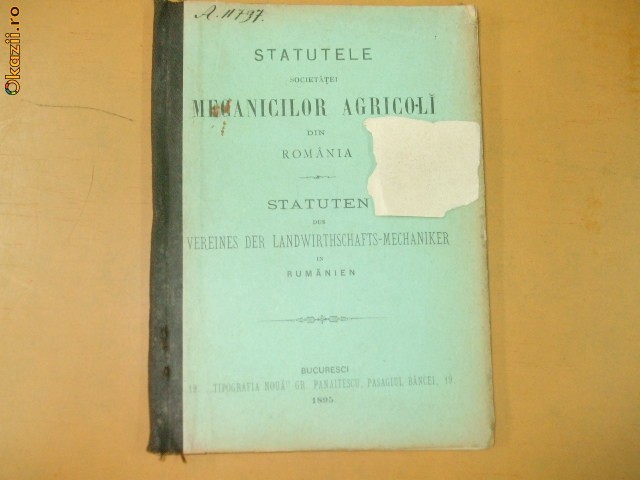 Okazii.ro
A. 11797.
STATUTELE
SOCIETĂŢEI
MECANICILOR AGRICOLĬ
DIN
ROMÂNIA
STATUTEN
DES
VEREINES DER LANDWIRTHSCHAFTS-MECHANIKER
IN
RUMÄNIEN
BUCURESCI
„TIPOGRAFIA NOUĂ" GR. PANAITESCU, PASAGIUL BĂNCEI, 19.
1895